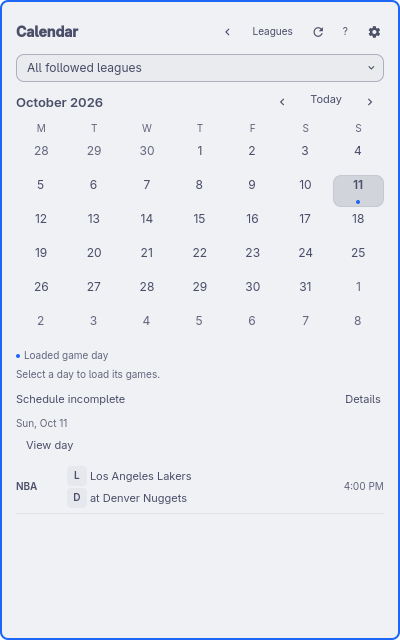 Calendar
Leagues ?
All followed leagues
October 2026
Today
M T W T F S S
28 29 30 1 2 3 4
5 6 7 8 9 10 11
12 13 14 15 16 17 18
19 20 21 22 23 24 25
26 27 28 29 30 31 1
2 3 4 5 6 7 8
Loaded game day
Select a day to load its games.
Schedule incomplete Details
Sun, Oct 11
View day
L Los Angeles Lakers
NBA 4:00 PM
D at Denver Nuggets